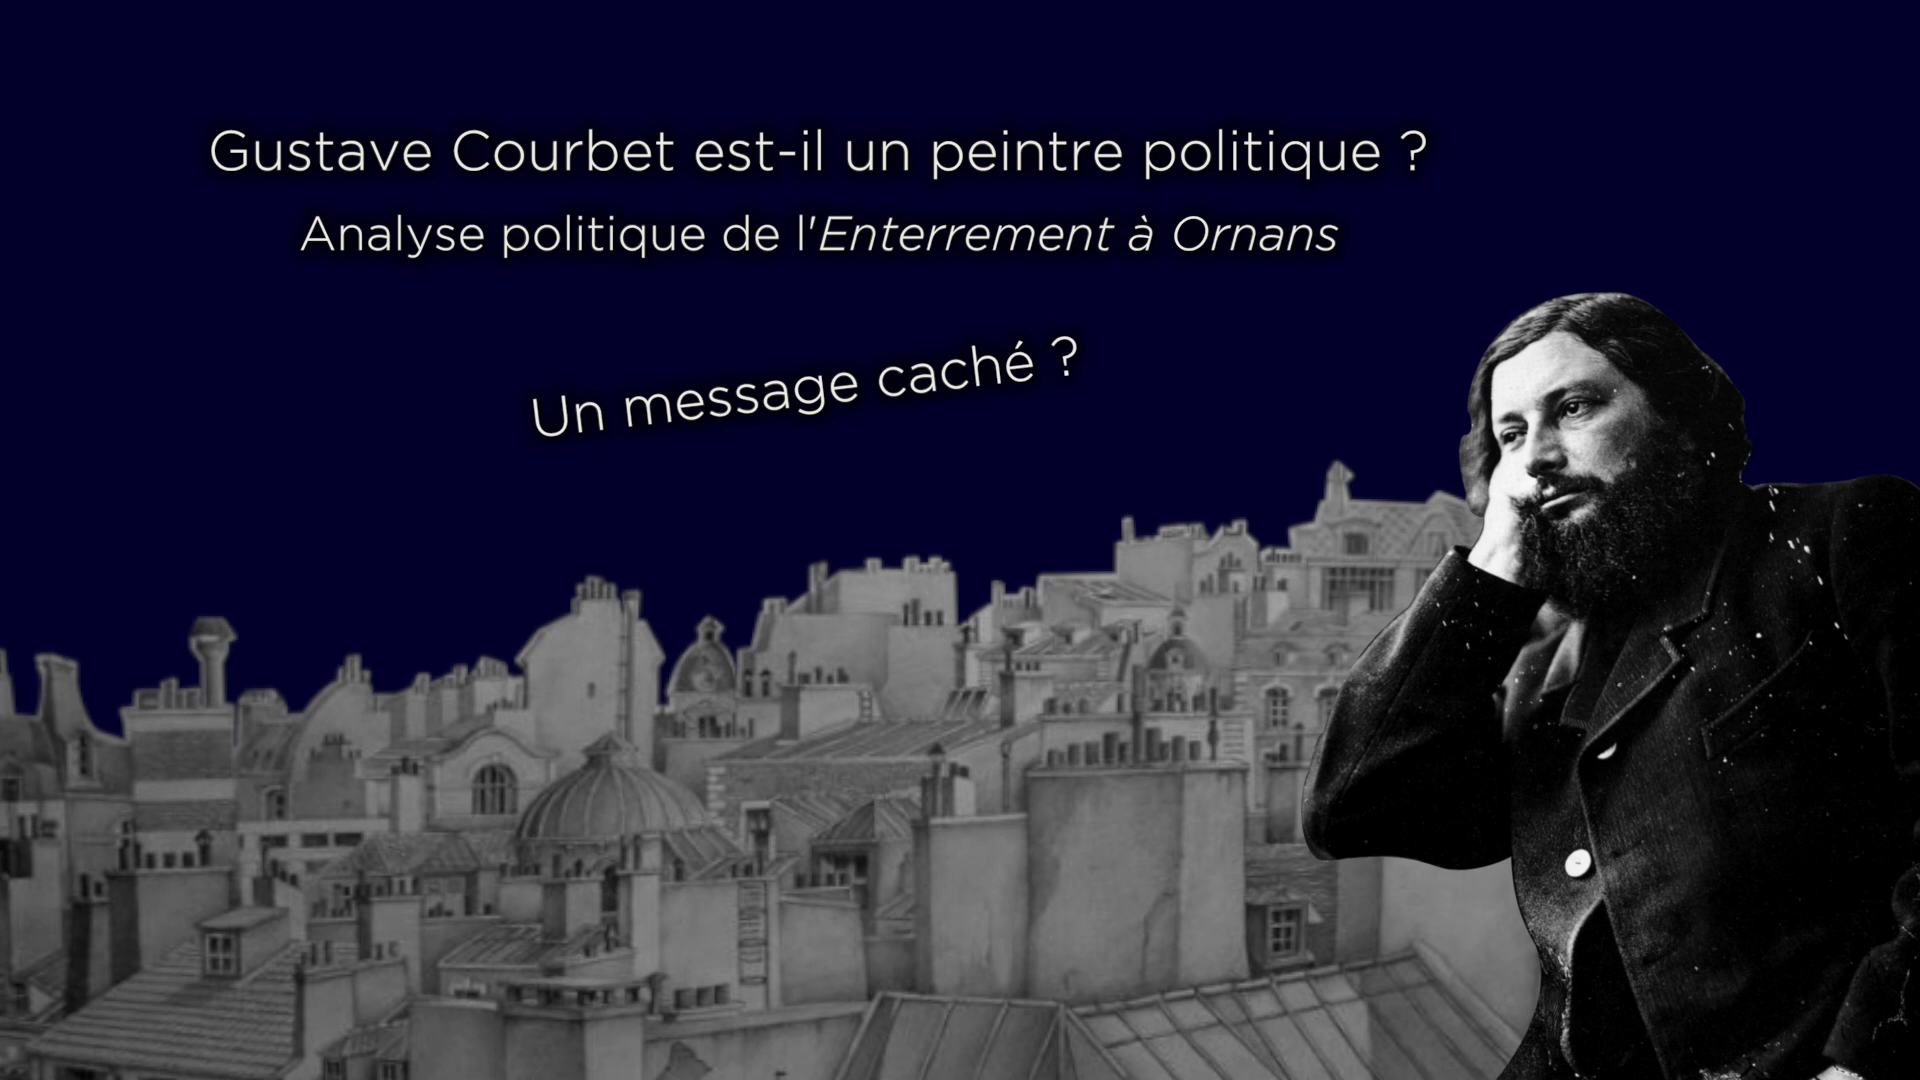 Gustave Courbet est-il un peintre politique ?
Analyse politique de l'Enterrement à Ornans
Un message caché ?